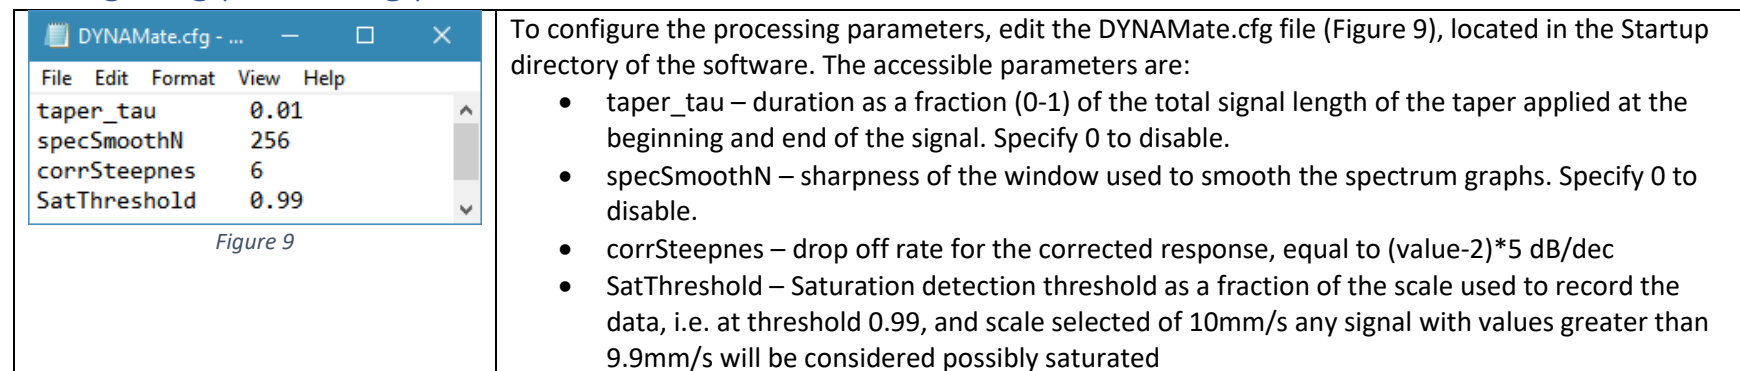 DYNAMate.cfg - ...
File Edit Format View Help
taper_tau 0.01
specSmoothN 256
corrSteepnes 6
SatThreshold 0.99
Figure 9
To configure the processing parameters, edit the DYNAMate.cfg file (Figure 9), located in the Startup
directory of the software. The accessible parameters are:
• taper_tau – duration as a fraction (0-1) of the total signal length of the taper applied at the
beginning and end of the signal. Specify 0 to disable.
• specSmoothN – sharpness of the window used to smooth the spectrum graphs. Specify 0 to
disable.
• corrSteepnes – drop off rate for the corrected response, equal to (value-2)*5 dB/dec
• SatThreshold – Saturation detection threshold as a fraction of the scale used to record the
data, i.e. at threshold 0.99, and scale selected of 10mm/s any signal with values greater than
9.9mm/s will be considered possibly saturated